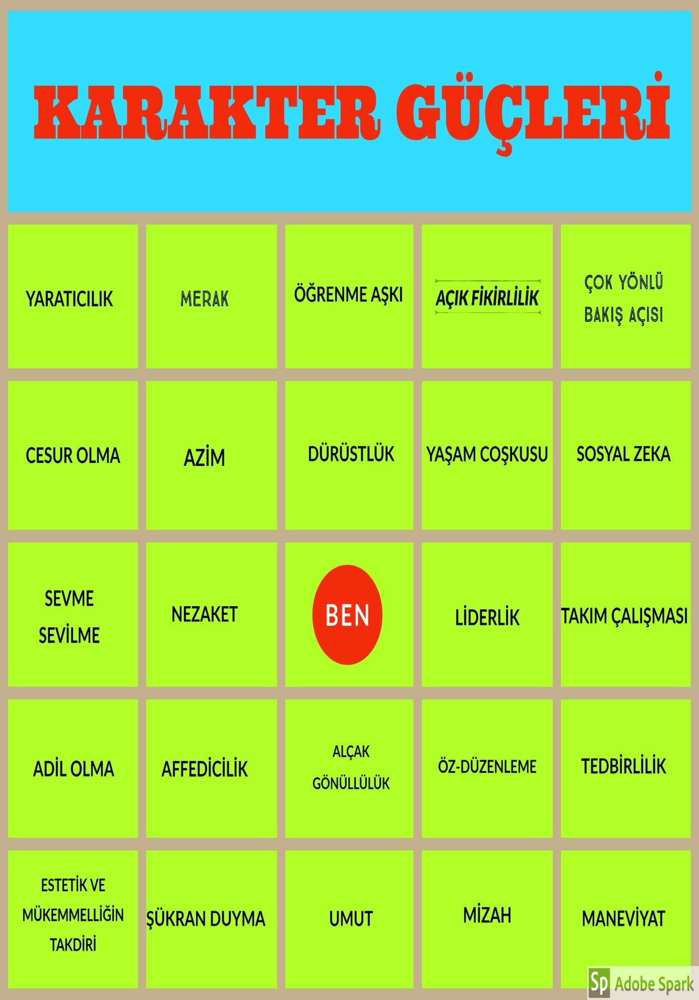 KARAKTER GÜÇLERİ
YARATICILIK
MERAK
ÖĞRENME AŞKI
AÇIK FİKİRLİLİK
ÇOK YÖNLÜ
BAKIŞ AÇISI
CESUR OLMA
AZİM
DÜRÜSTLÜK
YAŞAM COŞKUSU
SOSYAL ZEKA
SEVME
SEVİLME
NEZAKET
BEN
LİDERLİK
TAKIM ÇALIŞMASI
ADİL OLMA
AFFEDİCİLİK
ALÇAK
GÖNÜLLÜLÜK
ÖZ-DÜZENLEME
TEDBİRLİLİK
ESTETİK VE
MÜKEMMELLİĞİN
TAKDİRİ
ŞÜKRAN DUYMA
UMUT
MİZAH
MANEVİYAT
Sp Adobe Spark